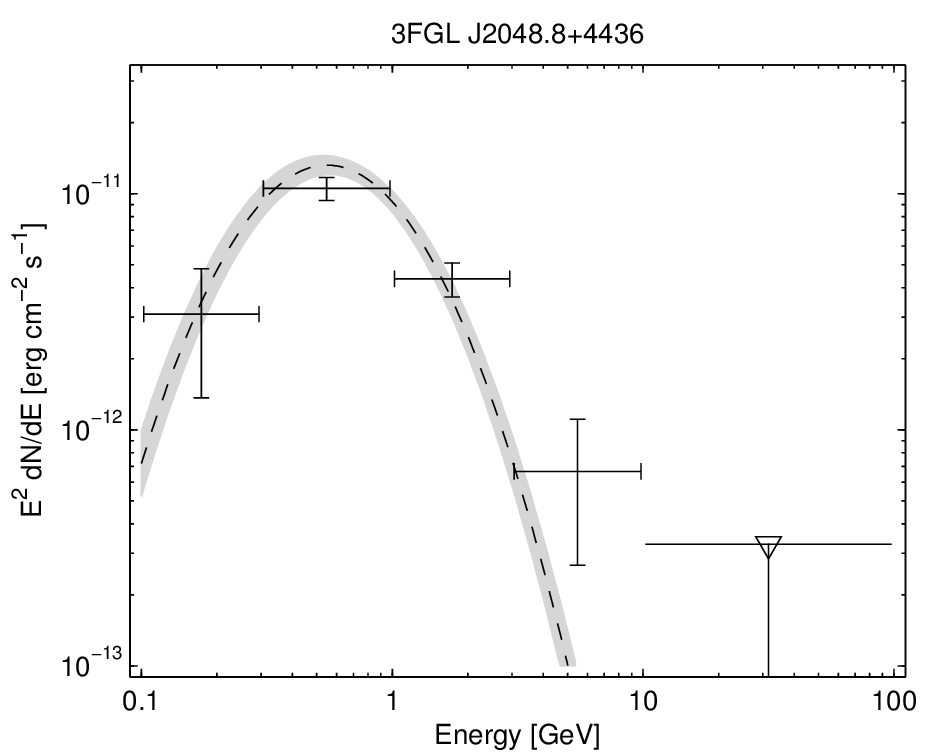 3FGL J2048.8+4436
10⁻¹¹
10⁻¹²
10⁻¹³
E² dN/dE [erg cm⁻² s⁻¹]
0.1 1 10 100
Energy [GeV]